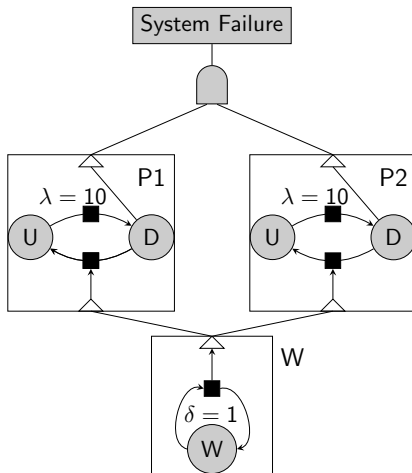 System Failure
P1
P2
λ = 10
λ = 10
U
D
U
D
W
δ = 1
W